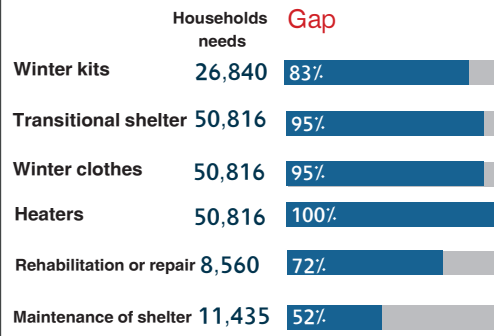 Households needs Gap
Winter kits 26,840 83%
Transitional shelter 50,816 95%
Winter clothes 50,816 95%
Heaters 50,816 100%
Rehabilitation or repair 8,560 72%
Maintenance of shelter 11,435 52%